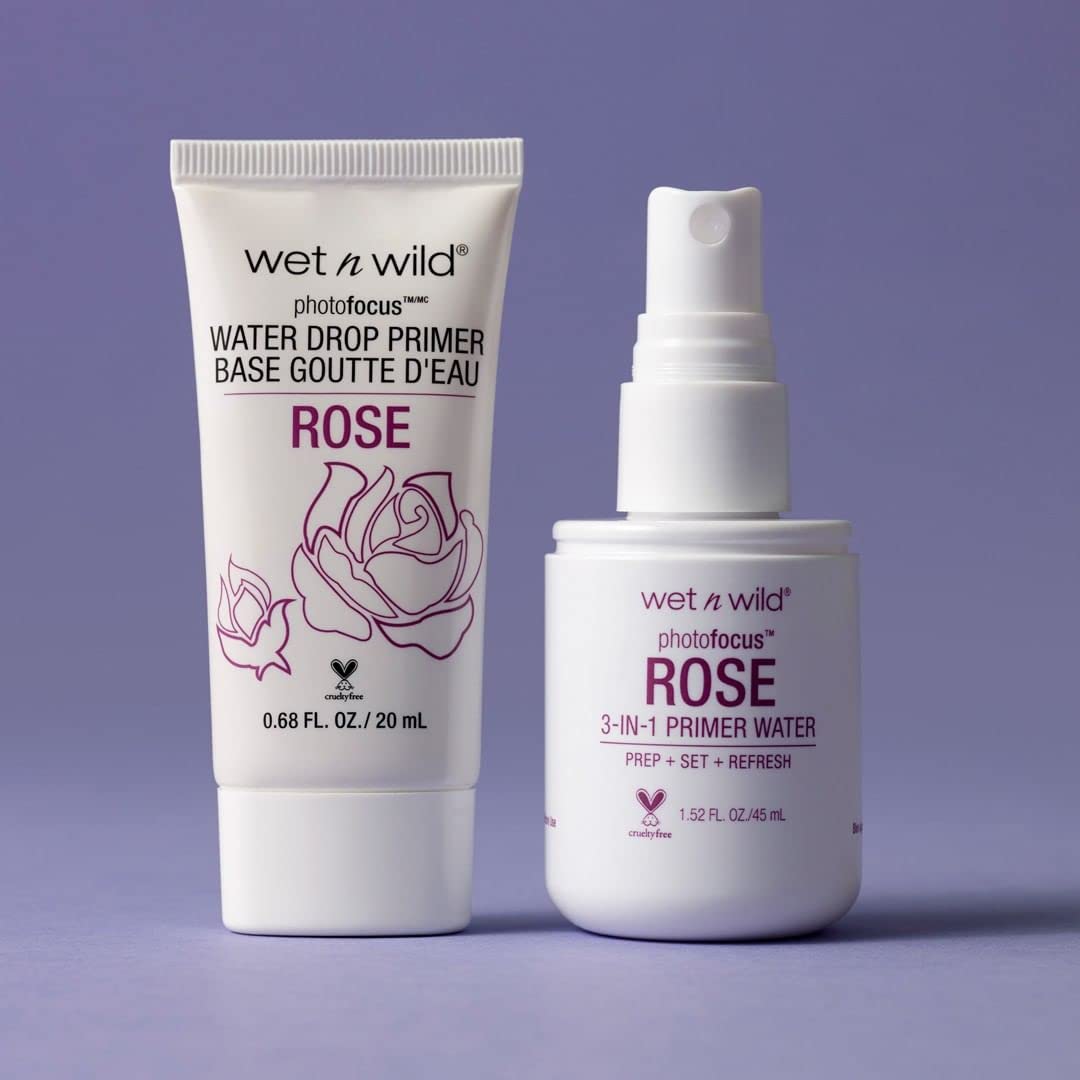 wet n wild®
photofocus™/MC
WATER DROP PRIMER
BASE GOUTTE D'EAU
ROSE
crueltyfree
0.68 FL. OZ./ 20 mL
wet n wild®
photofocus™
ROSE
3-IN-1 PRIMER WATER
PREP + SET + REFRESH
crueltyfree
1.52 FL. OZ./45 mL